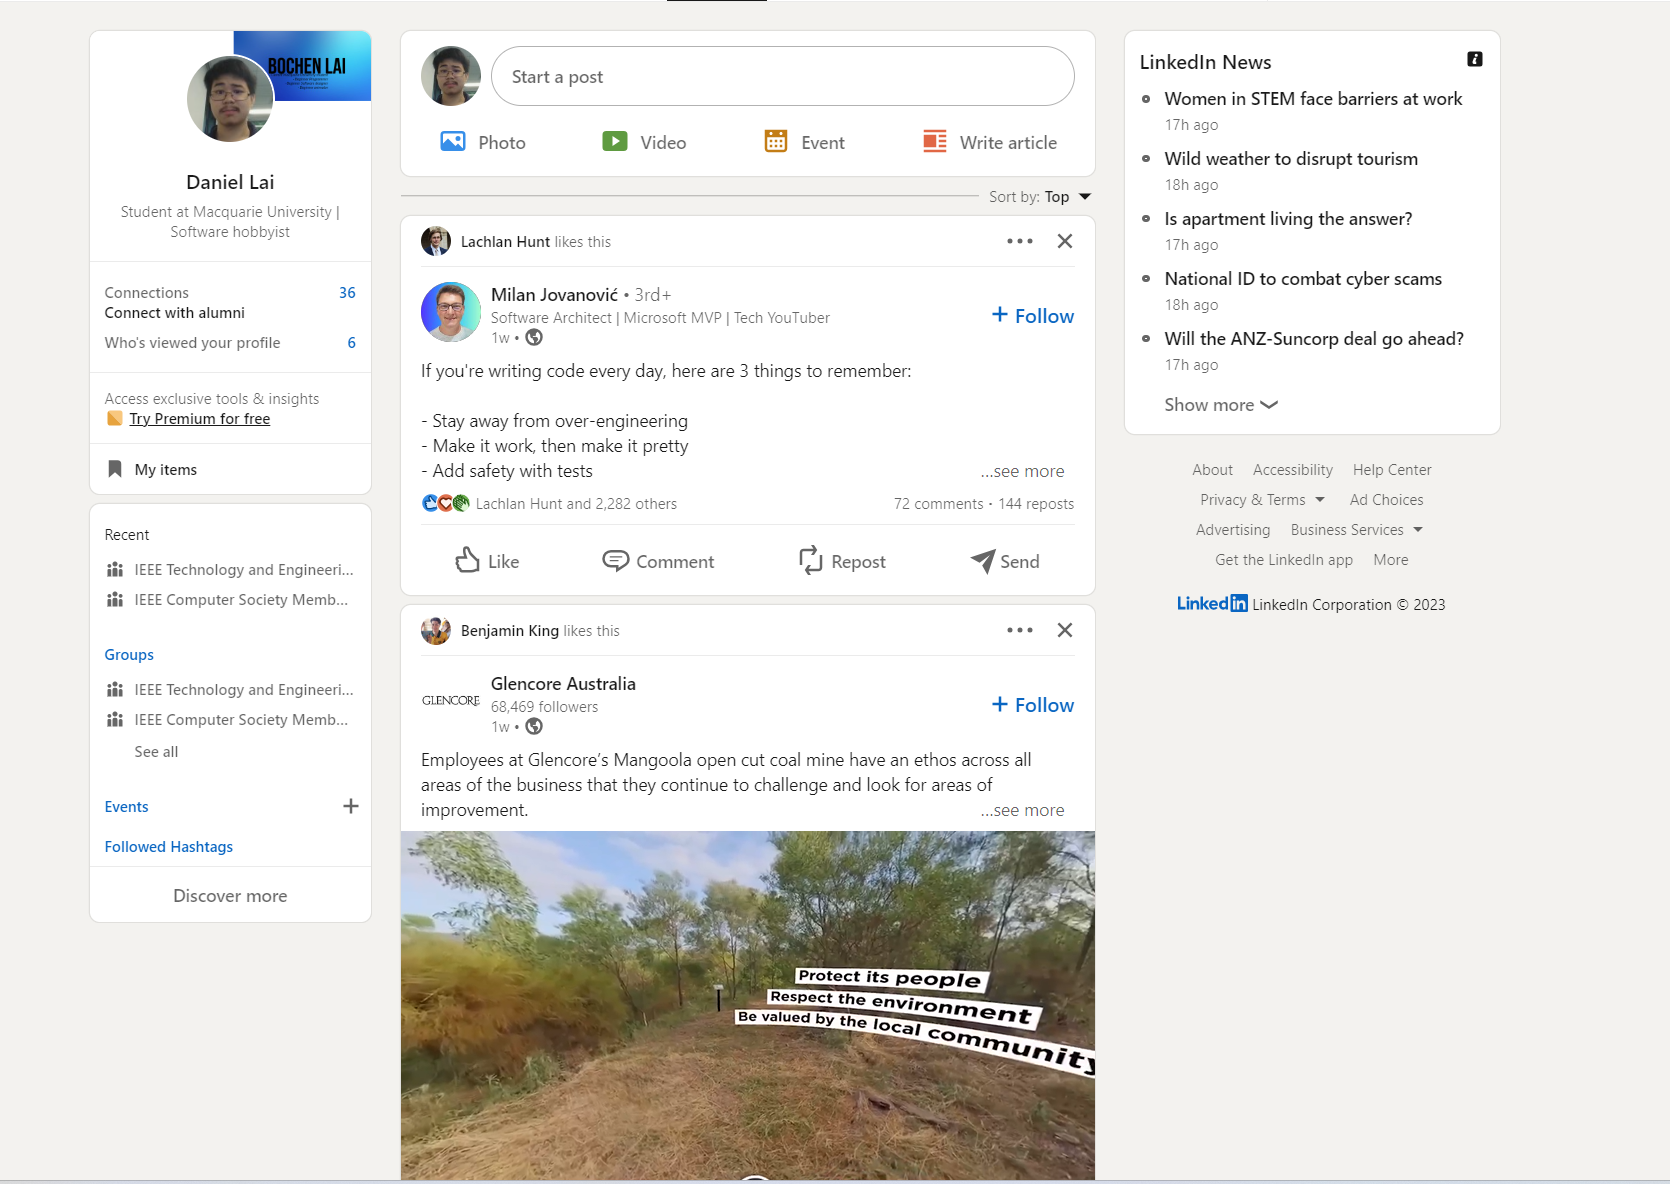 BOCHEN LAI
Daniel Lai
Student at Macquarie University |
Software hobbyist
Connections 36
Connect with alumni
Who's viewed your profile 6
Access exclusive tools & insights
Try Premium for free
My items
Recent
IEEE Technology and Engineeri...
IEEE Computer Society Memb...
Groups
IEEE Technology and Engineeri...
IEEE Computer Society Memb...
See all
Events
Followed Hashtags
Discover more
Start a post
Photo Video Event Write article
Sort by: Top
Lachlan Hunt likes this
Milan Jovanović • 3rd+
Software Architect | Microsoft MVP | Tech YouTuber
1w •
+ Follow
If you're writing code every day, here are 3 things to remember:
- Stay away from over-engineering
- Make it work, then make it pretty
- Add safety with tests
...see more
Lachlan Hunt and 2,282 others 72 comments • 144 reposts
Like Comment Repost Send
Benjamin King likes this
GLENCORE
Glencore Australia
68,469 followers
1w •
+ Follow
Employees at Glencore’s Mangoola open cut coal mine have an ethos across all
areas of the business that they continue to challenge and look for areas of
improvement. ...see more
Protect its people
Respect the environment
Be valued by the local community
LinkedIn News
Women in STEM face barriers at work
17h ago
Wild weather to disrupt tourism
18h ago
Is apartment living the answer?
17h ago
National ID to combat cyber scams
18h ago
Will the ANZ-Suncorp deal go ahead?
17h ago
Show more
About Accessibility Help Center
Privacy & Terms Ad Choices
Advertising Business Services
Get the LinkedIn app More
LinkedIn LinkedIn Corporation © 2023